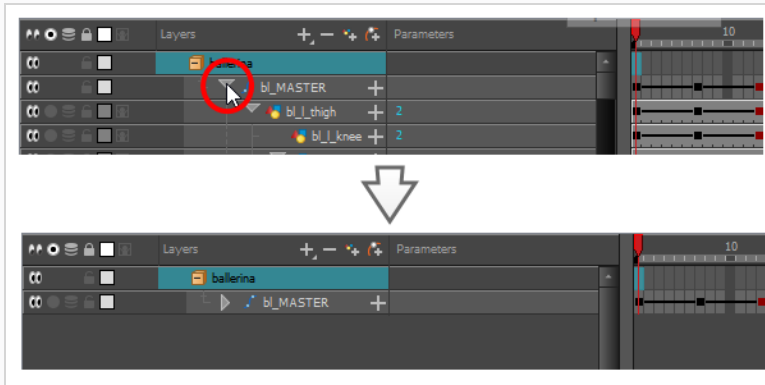 Layers Parameters 10
ballerina
bl_MASTER
bl_l_thigh 2
bl_l_knee 2
Layers Parameters 10
ballerina
bl_MASTER